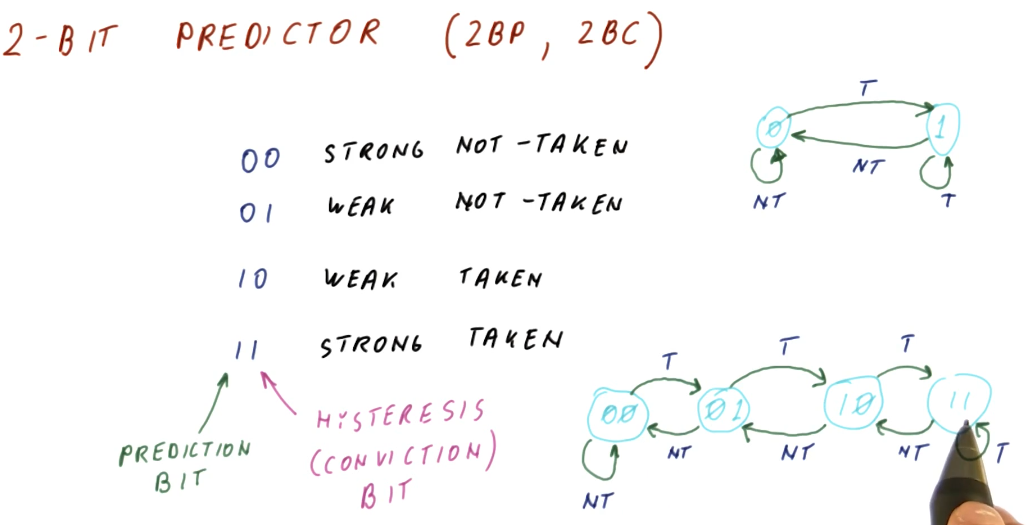 2-BIT PREDICTOR (2BP, 2BC)
00 STRONG NOT-TAKEN
01 WEAK NOT-TAKEN
10 WEAK TAKEN
11 STRONG TAKEN
PREDICTION
BIT
HYSTERESIS
(CONVICTION)
BIT
T
0 1
NT
NT T
T T T
00 01 10 11
NT NT NT T
NT